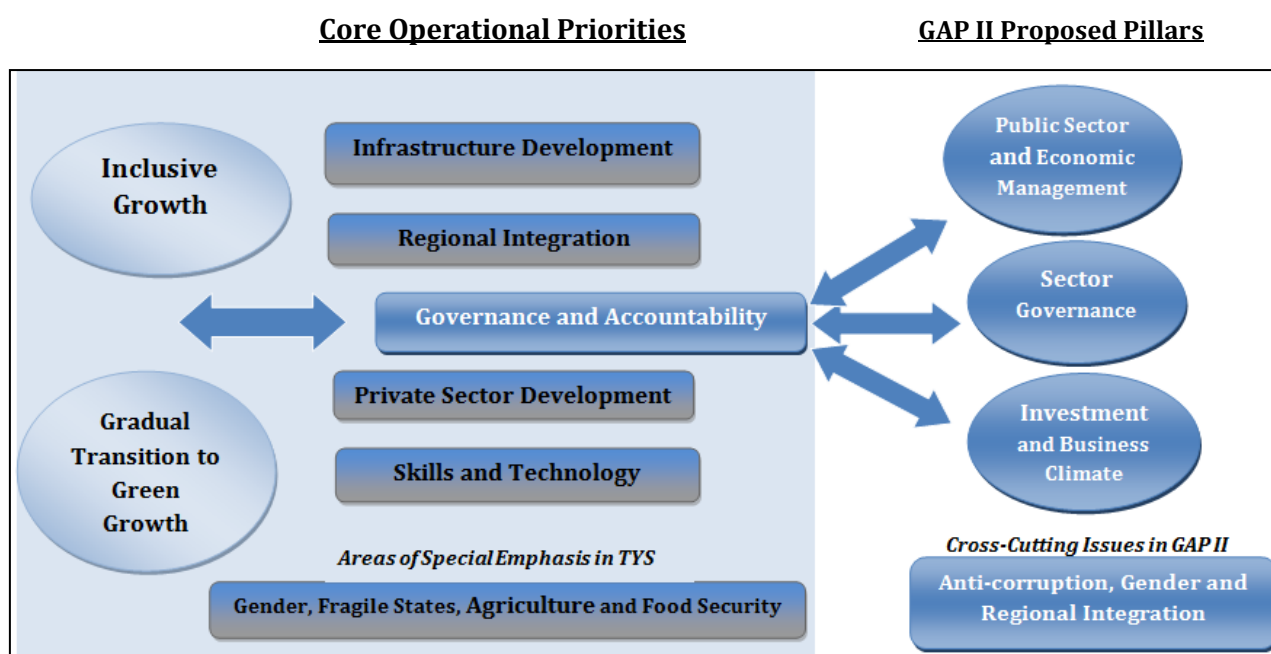 Core Operational Priorities
GAP II Proposed Pillars
Inclusive
Growth
Gradual
Transition to
Green
Growth
Infrastructure Development
Regional Integration
Governance and Accountability
Private Sector Development
Skills and Technology
Areas of Special Emphasis in TYS
Gender, Fragile States, Agriculture and Food Security
Public Sector
and Economic
Management
Sector
Governance
Investment
and Business
Climate
Cross-Cutting Issues in GAP II
Anti-corruption, Gender and
Regional Integration